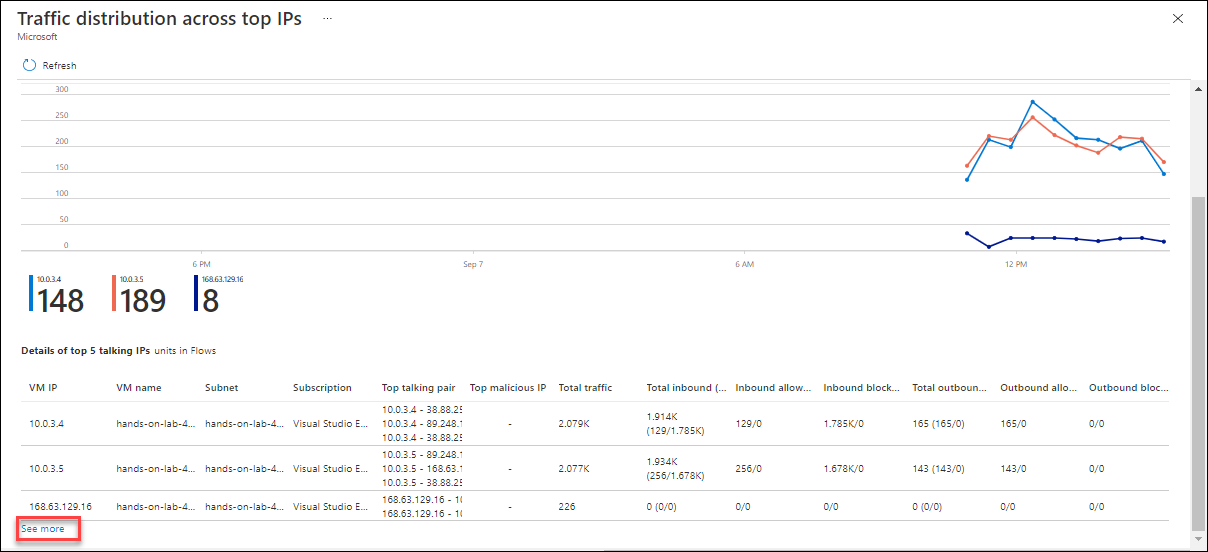 Traffic distribution across top IPs ...
Microsoft
Refresh
300
250
200
150
100
50
0
6 PM Sep 7 6 AM 12 PM
10.0.3.4 10.0.3.5 168.63.129.16
148 189 8
Details of top 5 talking IPs units in Flows
VM IP VM name Subnet Subscription Top talking pair Top malicious IP Total traffic Total inbound (... Inbound allow... Inbound block... Total outboun... Outbound allo... Outbound bloc...
10.0.3.4 - 38.88.25
10.0.3.4 hands-on-lab-4... hands-on-lab-4... Visual Studio E... 10.0.3.4 - 89.248.1 - 2.079K 1.914K (129/1.785K) 129/0 1.785K/0 165 (165/0) 165/0 0/0
10.0.3.4 - 38.88.25
10.0.3.5 - 89.248.1
10.0.3.5 hands-on-lab-4... hands-on-lab-4... Visual Studio E... 10.0.3.5 - 168.63.1 - 2.077K 1.934K (256/1.678K) 256/0 1.678K/0 143 (143/0) 143/0 0/0
10.0.3.5 - 38.88.25
168.63.129.16 - 10
168.63.129.16 hands-on-lab-4... hands-on-lab-4... Visual Studio E... 168.63.129.16 - 10 - 226 0 (0/0) 0/0 0/0 0 (0/0) 0/0 0/0
See more